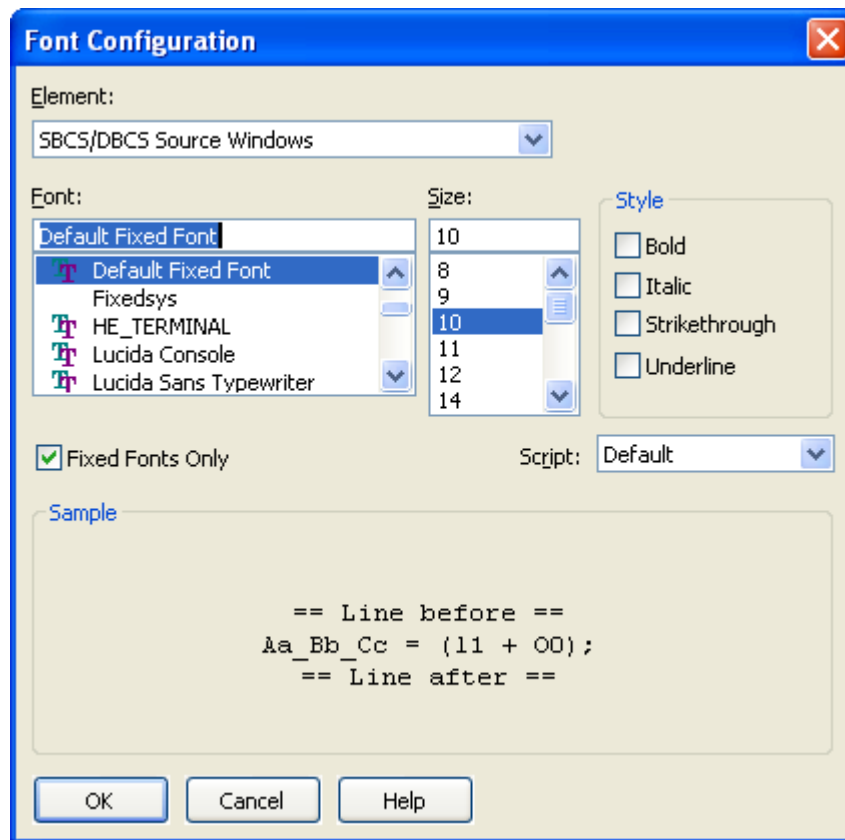 Font Configuration
Element:
SBCS/DBCS Source Windows
Font:
Default Fixed Font
Default Fixed Font
Fixedsys
HE_TERMINAL
Lucida Console
Lucida Sans Typewriter
Size:
10
8
9
10
11
12
14
Style
Bold
Italic
Strikethrough
Underline
Fixed Fonts Only
Script:
Default
Sample
== Line before ==
Aa_Bb_Cc = (l1 + O0);
== Line after ==
OK
Cancel
Help